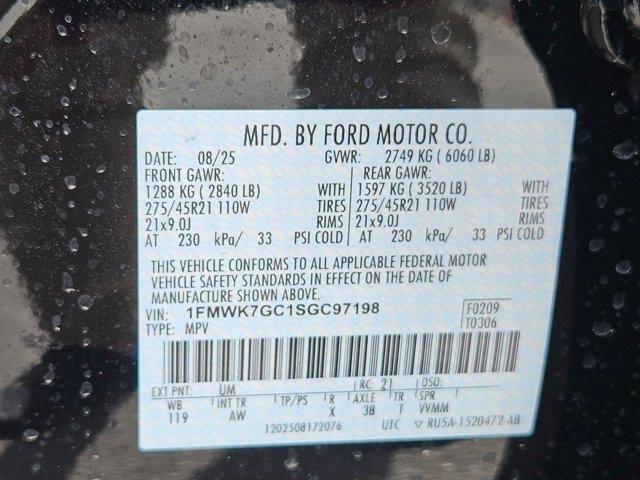 MFD. BY FORD MOTOR CO.
DATE: 08/25 GVWR: 2749 KG ( 6060 LB)
FRONT GAWR: REAR GAWR:
1288 KG ( 2840 LB) WITH 1597 KG ( 3520 LB) WITH
275/45R21 110W TIRES 275/45R21 110W TIRES
21x9.0J RIMS 21x9.0J RIMS
AT 230 kPa/ 33 PSI COLD AT 230 kPa/ 33 PSI COLD
THIS VEHICLE CONFORMS TO ALL APPLICABLE FEDERAL MOTOR
VEHICLE SAFETY STANDARDS IN EFFECT ON THE DATE OF
MANUFACTURE SHOWN ABOVE.
VIN: 1FMWK7GC1SGC97198 F0209
TYPE: MPV T0306
EXT PNT: UM RC: 21 DSO:
WB INT TR TP/PS R AXLE TR SPR
119 AW X 3B T VVMM
1202508172076 UTC ▽ RU5A-1520472-AB